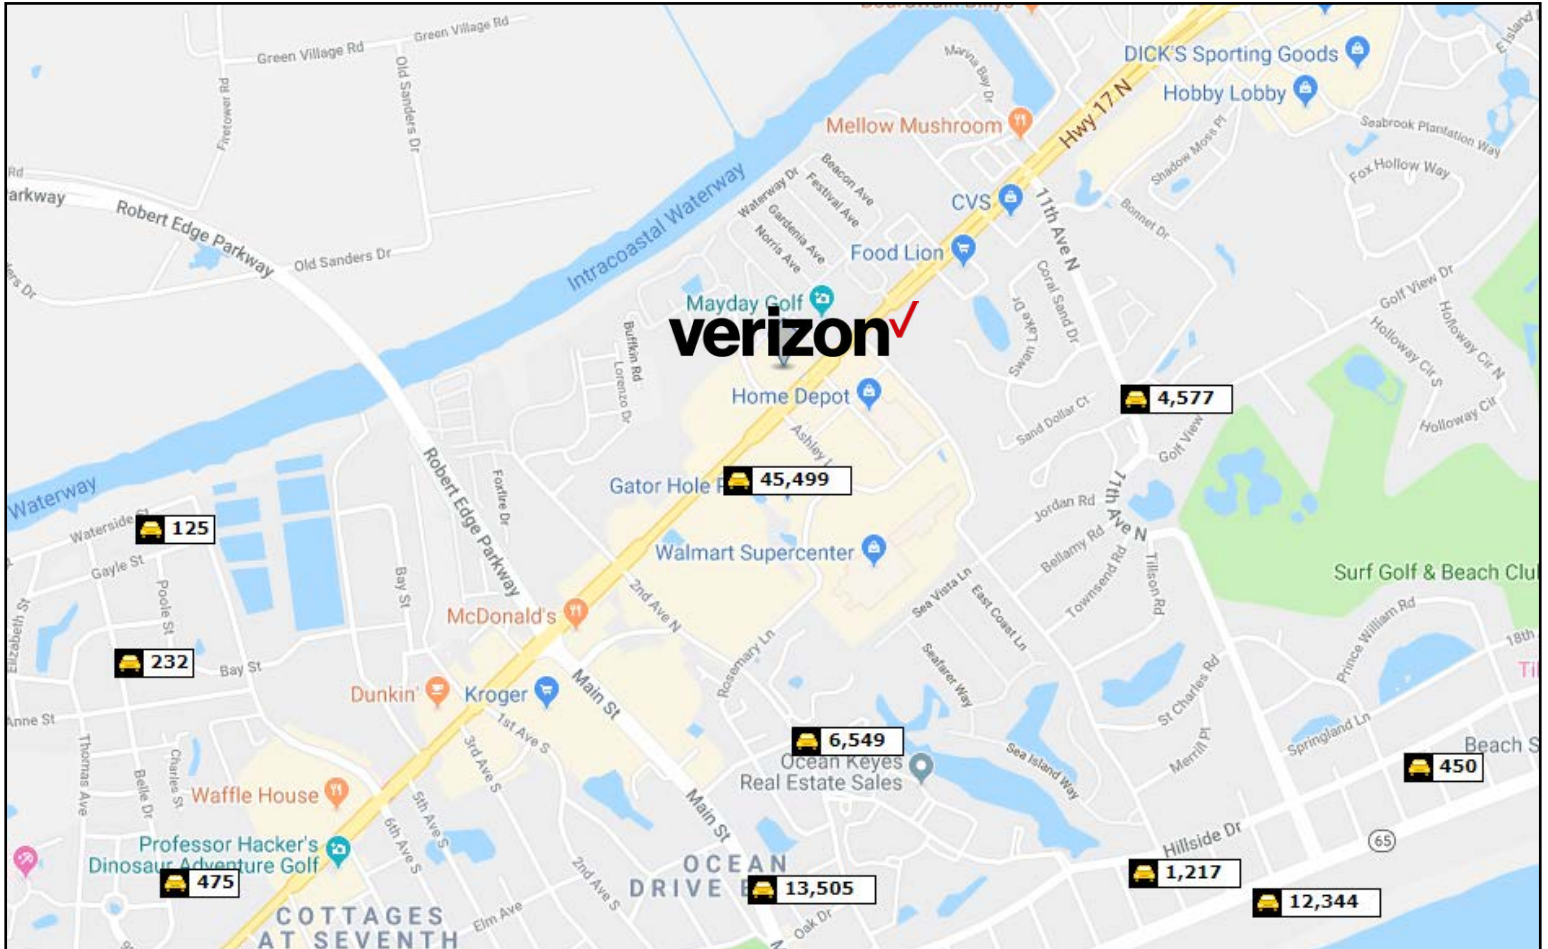 Boardwalk Billys
Green Village Rd
Green Village Rd
DICK'S Sporting Goods
E Island
Old Sanders Dr
Firetower Rd
Marina Bay Dr
Hobby Lobby
Hwy 17 N
Mellow Mushroom
Seabrook Plantation Way
Shadow Moss Pl
Rd
arkway
Robert Edge Parkway
Beacon Ave
Waterway Dr
Festival Ave
Gardenia Ave
Norris Ave
Fox Hollow Way
CVS
11th Ave N
Bonnet Dr
Intracoastal Waterway
Food Lion
Old Sanders Dr
ers Dr
Coral Sand Dr
Golf View Dr
Mayday Golf
verizon
Swan Lake Dr
Holloway Cir N
Holloway Cir S
Buffkin Rd
Lorenzo Dr
Home Depot
4,577
Holloway Cir
Sand Dollar Ct
Golf View
Ashley L
Robert Edge Parkway
Foxfire Dr
Gator Hole P
45,499
11th Ave N
Waterway
Jordan Rd
Waterside St
125
Bellamy Rd
Walmart Supercenter
Gayle St
Poole St
Bay St
Townsend Rd
Tillson Rd
Surf Golf & Beach Clu
Sea Vista Ln
East Coast Ln
2nd Ave N
McDonald's
Prince William Rd
18th
Elizabeth St
232
Bay St
Rosemary Ln
Seafarer Way
Til
Dunkin'
Kroger
Main St
St Charles Rd
Anne St
1st Ave S
3rd Ave S
6,549
Merrill Pl
Springland Ln
Beach S
Thomas Ave
Charles St
Belle Dr
Ocean Keyes
Real Estate Sales
Sea Island Way
450
Waffle House
5th Ave S
6th Ave S
Main St
Hillside Dr
65
Professor Hacker's
Dinosaur Adventure Golf
475
2nd Ave S
OCEAN
DRIVE B
13,505
1,217
12,344
COTTAGES
AT SEVENTH
Elm Ave
Oak Dr